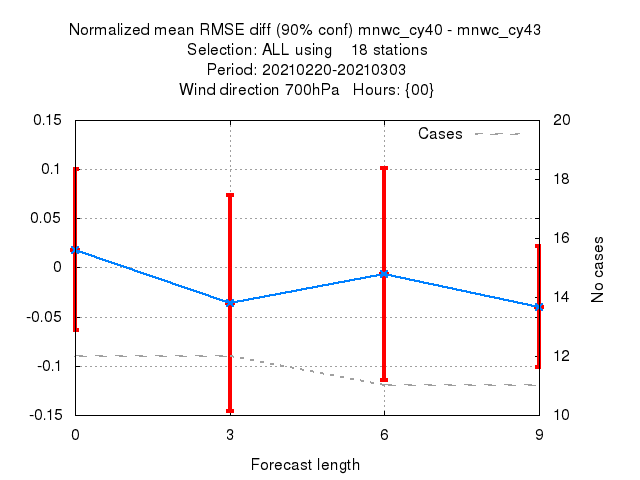 Normalized mean RMSE diff (90% conf) mnwc_cy40 - mnwc_cy43
Selection: ALL using    18 stations
Period: 20210220-20210303
Wind direction 700hPa   Hours: {00}
Cases
0.15
0.1
0.05
0
-0.05
-0.1
-0.15
20
18
16
14
12
10
No cases
0
3
6
9
Forecast length